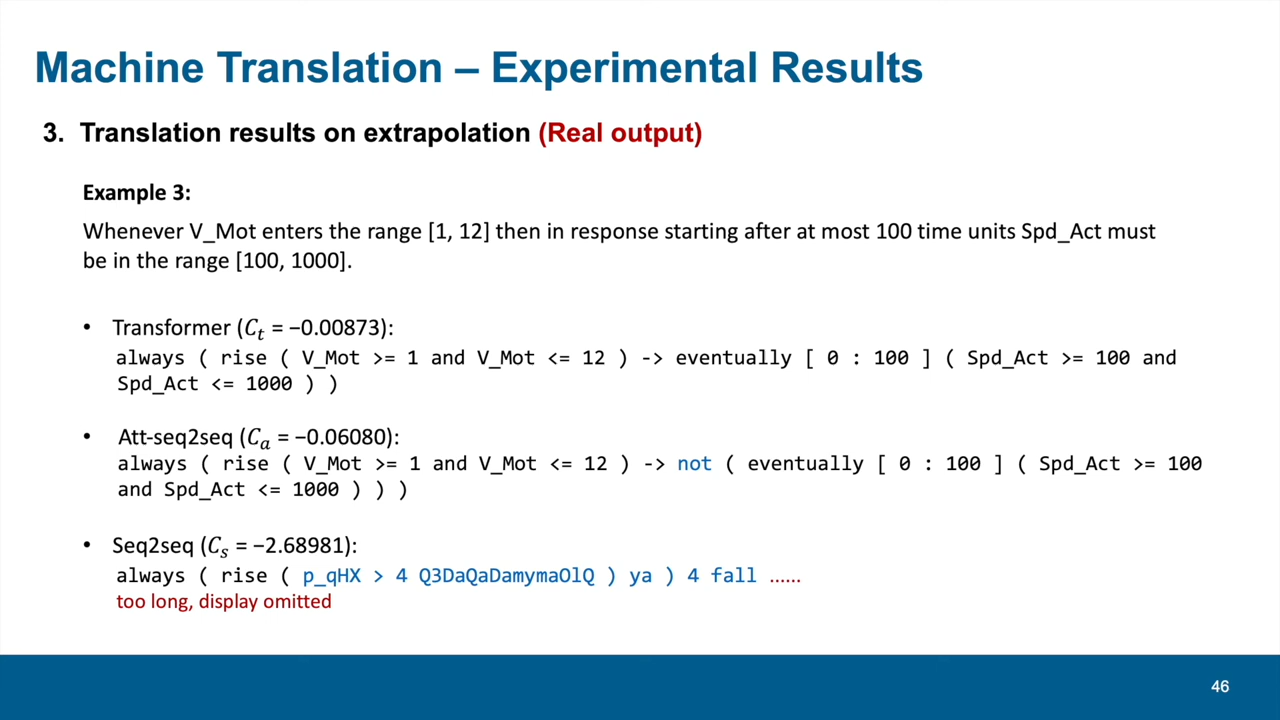 Machine Translation – Experimental Results
3. Translation results on extrapolation (Real output)
Example 3:
Whenever V_Mot enters the range [1, 12] then in response starting after at most 100 time units Spd_Act must
be in the range [100, 1000].
• Transformer (Cₜ = −0.00873):
always ( rise ( V_Mot >= 1 and V_Mot <= 12 ) -> eventually [ 0 : 100 ] ( Spd_Act >= 100 and
Spd_Act <= 1000 ) )
• Att-seq2seq (Cₐ = −0.06080):
always ( rise ( V_Mot >= 1 and V_Mot <= 12 ) -> not ( eventually [ 0 : 100 ] ( Spd_Act >= 100
and Spd_Act <= 1000 ) ) )
• Seq2seq (Cₛ = −2.68981):
always ( rise ( p_qHX > 4 Q3DaQaDamymaOlQ ) ya ) 4 fall ……
too long, display omitted
46